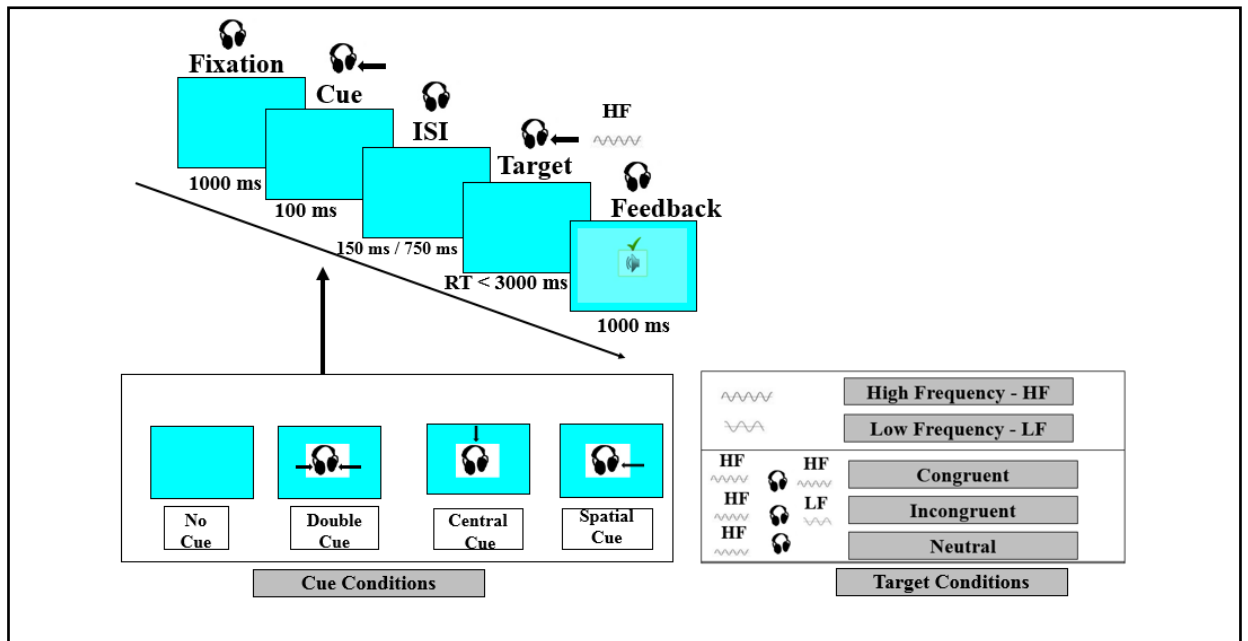 Fixation
Cue
ISI
HF
Target
Feedback
1000 ms
100 ms
150 ms / 750 ms
RT < 3000 ms
1000 ms
No
Cue
Double
Cue
Central
Cue
Spatial
Cue
Cue Conditions
High Frequency - HF
Low Frequency - LF
HF HF
Congruent
HF LF
Incongruent
HF
Neutral
Target Conditions